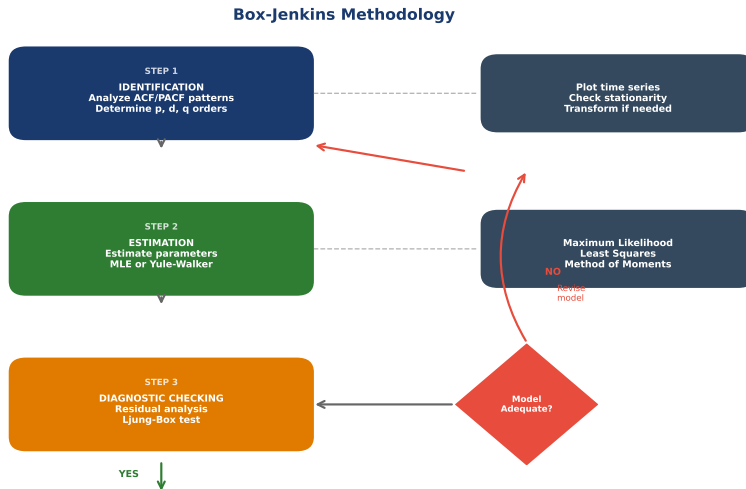 Box-Jenkins Methodology
STEP 1
IDENTIFICATION
Analyze ACF/PACF patterns
Determine p, d, q orders
Plot time series
Check stationarity
Transform if needed
STEP 2
ESTIMATION
Estimate parameters
MLE or Yule-Walker
Maximum Likelihood
Least Squares
Method of Moments
NO
Revise
model
STEP 3
DIAGNOSTIC CHECKING
Residual analysis
Ljung-Box test
Model
Adequate?
YES